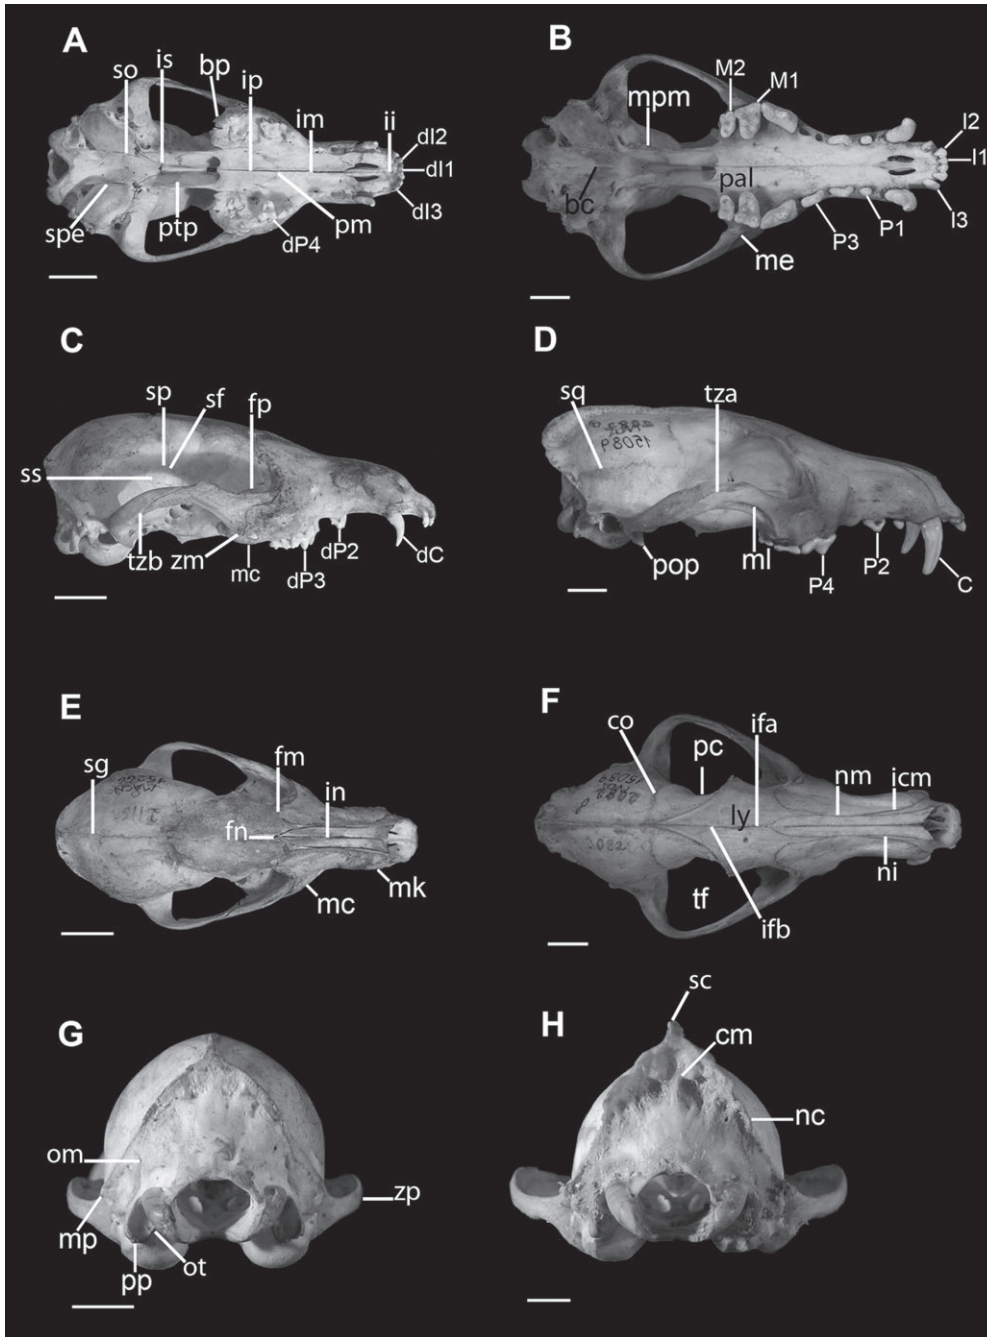 A
so
is
bp
ip
im
ii
dI2
dI1
dI3
spe
ptp
dP4
pm
B
M2
M1
mpm
I2
I1
bc
pal
me
P3
P1
I3
C
sp
sf
fp
ss
tzb
zm
mc
dP3
dP2
dC
D
sq
tza
15089
pop
ml
P4
P2
C
E
sg
fm
in
fn
mc
mk
F
co
pc
ifa
nm
icm
15089
ly
tf
ifb
ni
G
om
mp
pp
ot
zp
H
sc
cm
nc